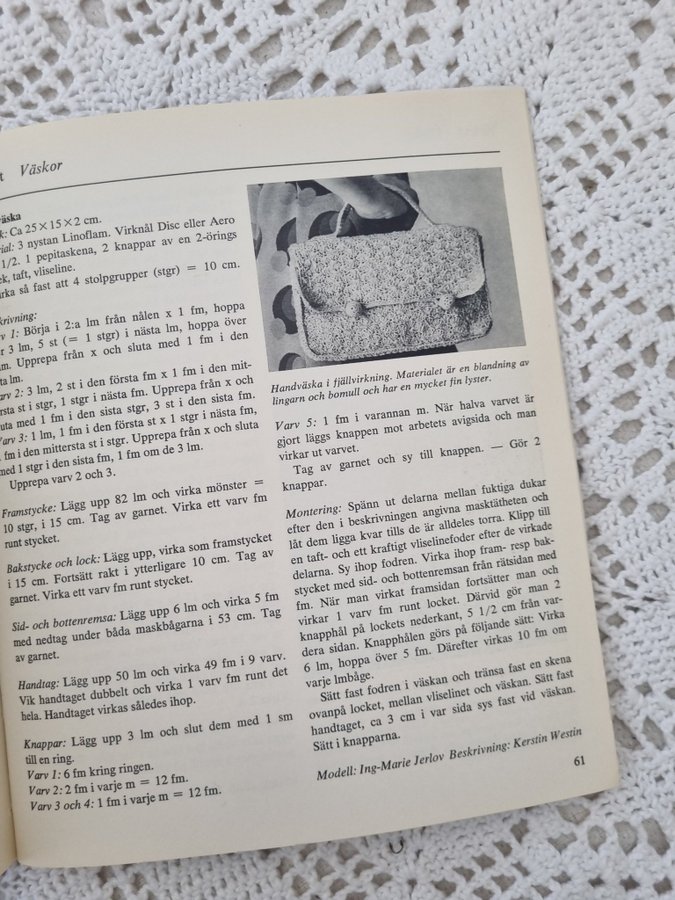 t Väskor
äska
k: Ca 25×15×2 cm.
rial: 3 nystan Linoflam. Virknål Disc eller Aero
1/2. 1 pepitaskena, 2 knappar av en 2-örings
ek, taft, vliseline.
rka så fast att 4 stolpgrupper (stgr) = 10 cm.
krivning:
v 1: Börja i 2:a lm från nålen x 1 fm, hoppa
r 3 lm, 5 st (= 1 stgr) i nästa lm, hoppa över
m. Upprepa från x och sluta med 1 fm i den
ta lm.
arv 2: 3 lm, 2 st i den första fm x 1 fm i den mit-
rsta st i stgr, 1 stgr i nästa fm. Upprepa från x och
uta med 1 fm i den sista stgr, 3 st i den sista fm.
Varv 3: 1 lm, 1 fm i den första st x 1 stgr i nästa fm,
fm i den mittersta st i stgr. Upprepa från x och sluta
med 1 stgr i den sista fm, 1 fm om de 3 lm.
Upprepa varv 2 och 3.
Framstycke: Lägg upp 82 lm och virka mönster =
10 stgr, i 15 cm. Tag av garnet. Virka ett varv fm
runt stycket.
Bakstycke och lock: Lägg upp, virka som framstycket
i 15 cm. Fortsätt rakt i ytterligare 10 cm. Tag av
garnet. Virka ett varv fm runt stycket.
Sid- och bottenremsa: Lägg upp 6 lm och virka 5 fm
med nedtag under båda maskbågarna i 53 cm. Tag
av garnet.
Handtag: Lägg upp 50 lm och virka 49 fm i 9 varv.
Vik handtaget dubbelt och virka 1 varv fm runt det
hela. Handtaget virkas således ihop.
Knappar: Lägg upp 3 lm och slut dem med 1 sm
till en ring.
Varv 1: 6 fm kring ringen.
Varv 2: 2 fm i varje m = 12 fm.
Varv 3 och 4: 1 fm i varje m = 12 fm.
Handväska i fjällvirkning. Materialet är en blandning av
lingarn och bomull och har en mycket fin lyster.
Varv 5: 1 fm i varannan m. När halva varvet är
gjort läggs knappen mot arbetets avigsida och man
virkar ut varvet.
Tag av garnet och sy till knappen. — Gör 2
knappar.
Montering: Spänn ut delarna mellan fuktiga dukar
efter den i beskrivningen angivna masktätheten och
låt dem ligga kvar tills de är alldeles torra. Klipp till
en taft- och ett kraftigt vliselinefoder efter de virkade
delarna. Sy ihop fodren. Virka ihop fram- resp bak-
stycket med sid- och bottenremsan från rätsidan med
fm. När man virkat framsidan fortsätter man och
virkar 1 varv fm runt locket. Därvid gör man 2
knapphål på lockets nederkant, 5 1/2 cm från var-
dera sidan. Knapphålen görs på följande sätt: Virka
6 lm, hoppa över 5 fm. Därefter virkas 10 fm om
varje lmbåge.
Sätt fast fodren i väskan och tränsa fast en skena
ovanpå locket, mellan vliselinet och väskan. Sätt fast
handtaget, ca 3 cm i var sida sys fast vid väskan.
Sätt i knapparna.
Modell: Ing-Marie Jerlov Beskrivning: Kerstin Westin
61